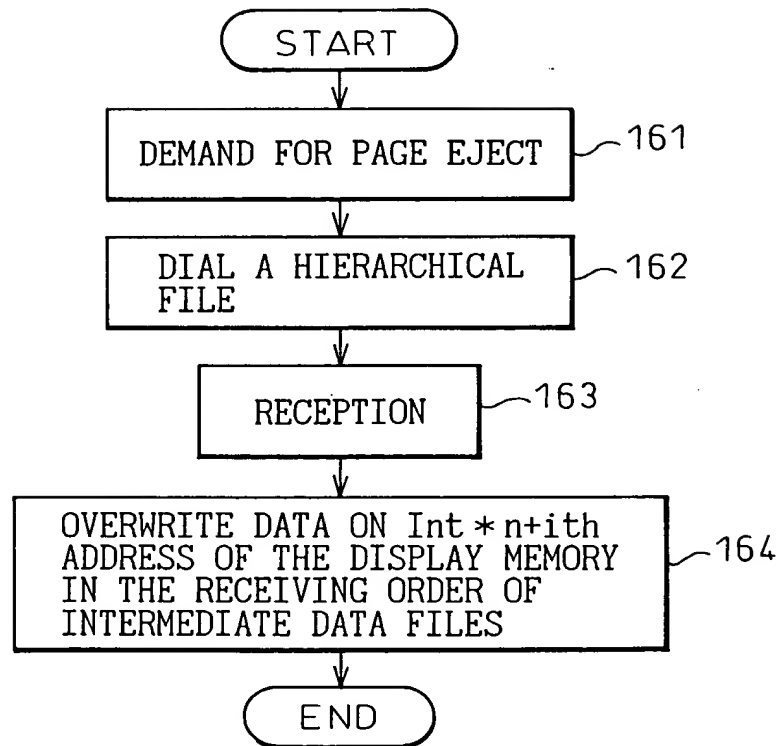 START
DEMAND FOR PAGE EJECT
161
DIAL A HIERARCHICAL
FILE
162
RECEPTION
163
OVERWRITE DATA ON Int * n+ith
ADDRESS OF THE DISPLAY MEMORY
IN THE RECEIVING ORDER OF
INTERMEDIATE DATA FILES
164
END